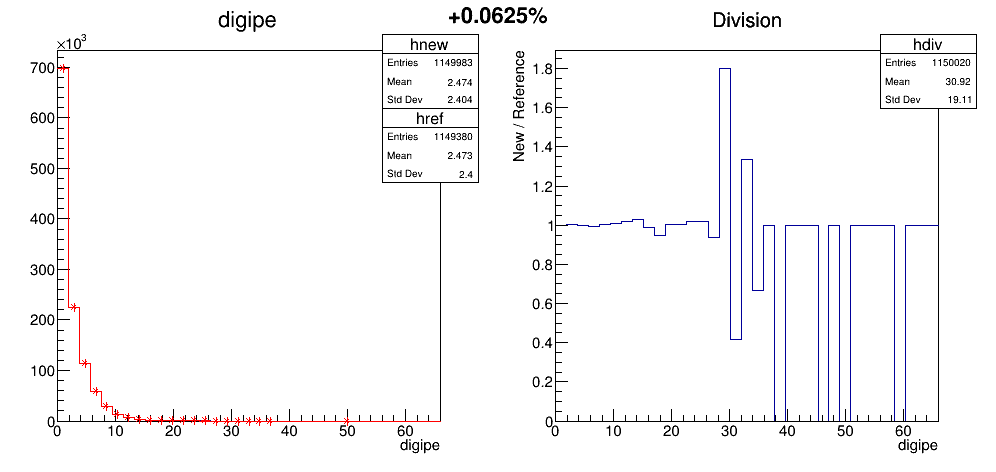 +0.0625%
digipe
×10³
hnew
Entries 1149983
Mean 2.474
Std Dev 2.404
href
Entries 1149380
Mean 2.473
Std Dev 2.4
700
600
500
400
300
200
100
0
0 10 20 30 40 50 60
digipe
Division
hdiv
Entries 1150020
Mean 30.92
Std Dev 19.11
New / Reference
1.8
1.6
1.4
1.2
1
0.8
0.6
0.4
0.2
0
0 10 20 30 40 50 60
digipe